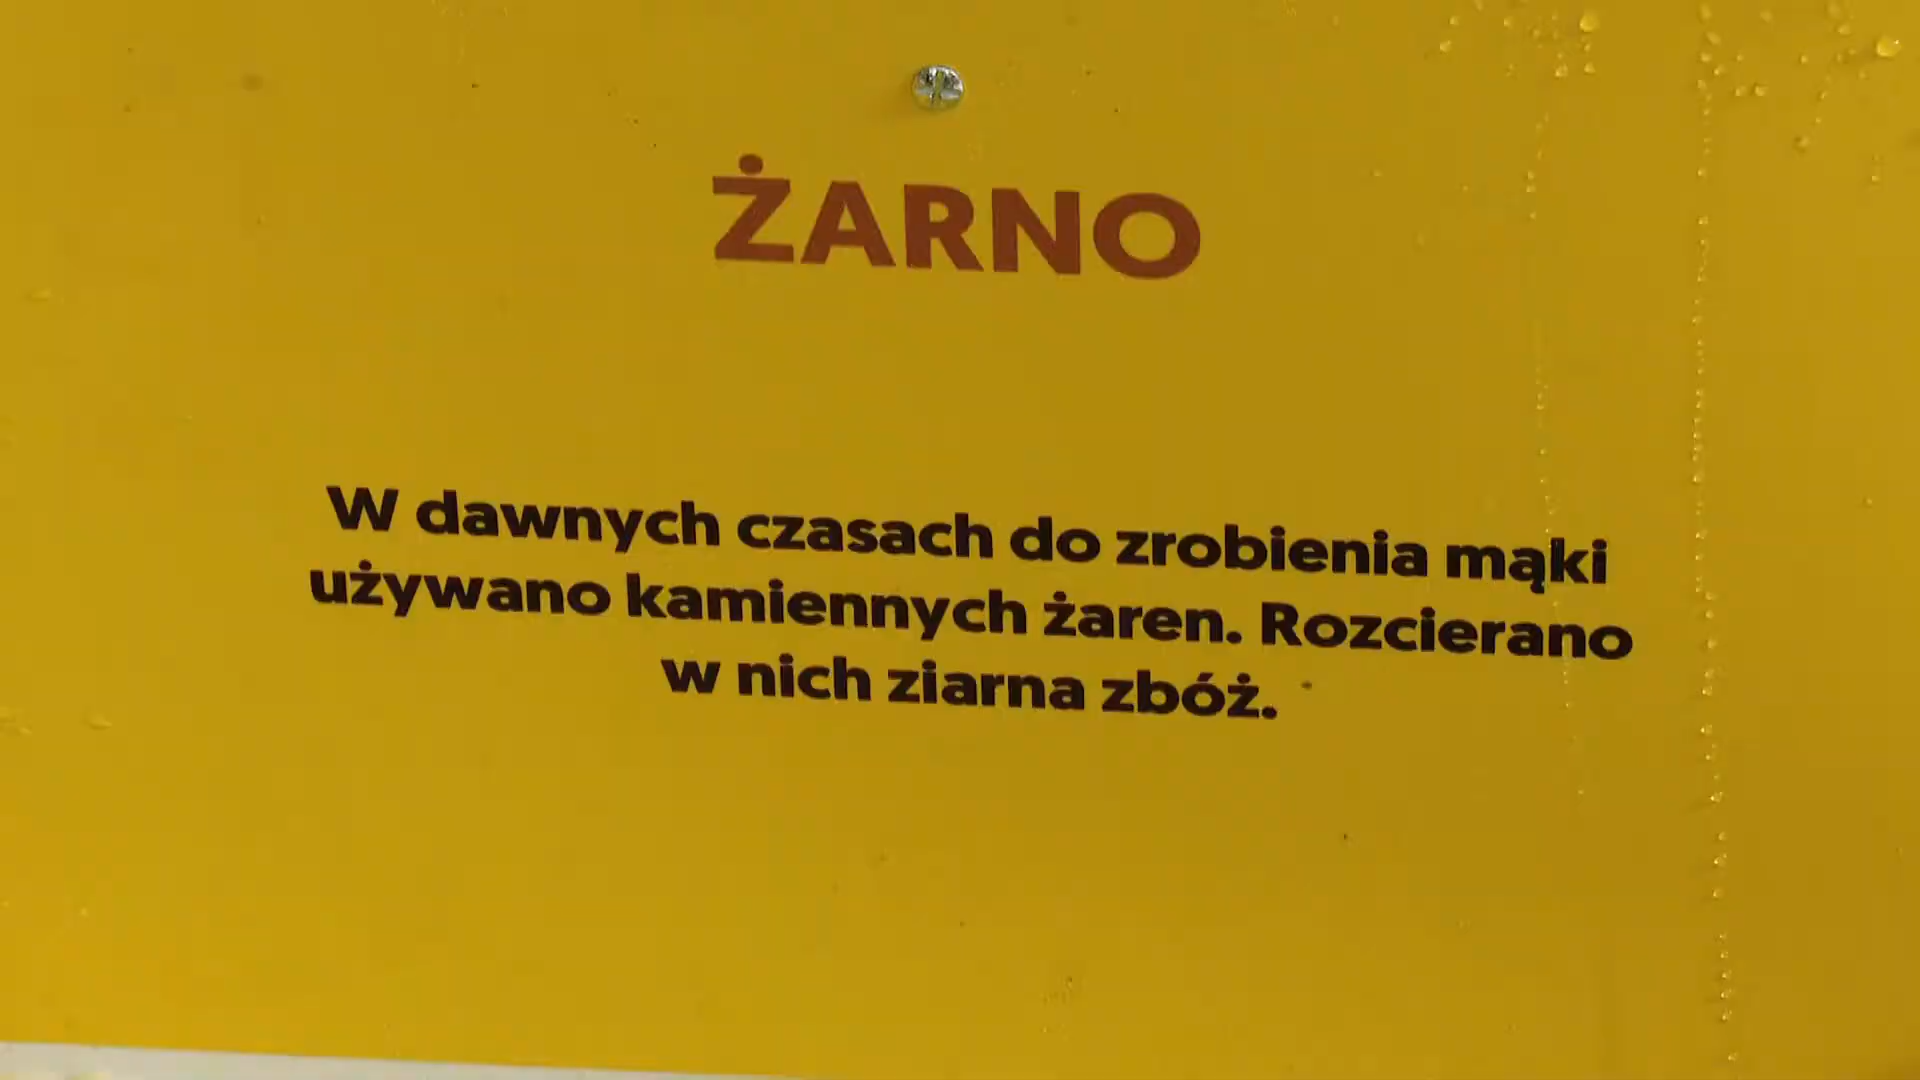 ŻARNO
W dawnych czasach do zrobienia mąki
używano kamiennych żaren. Rozcierano
w nich ziarna zbóż.